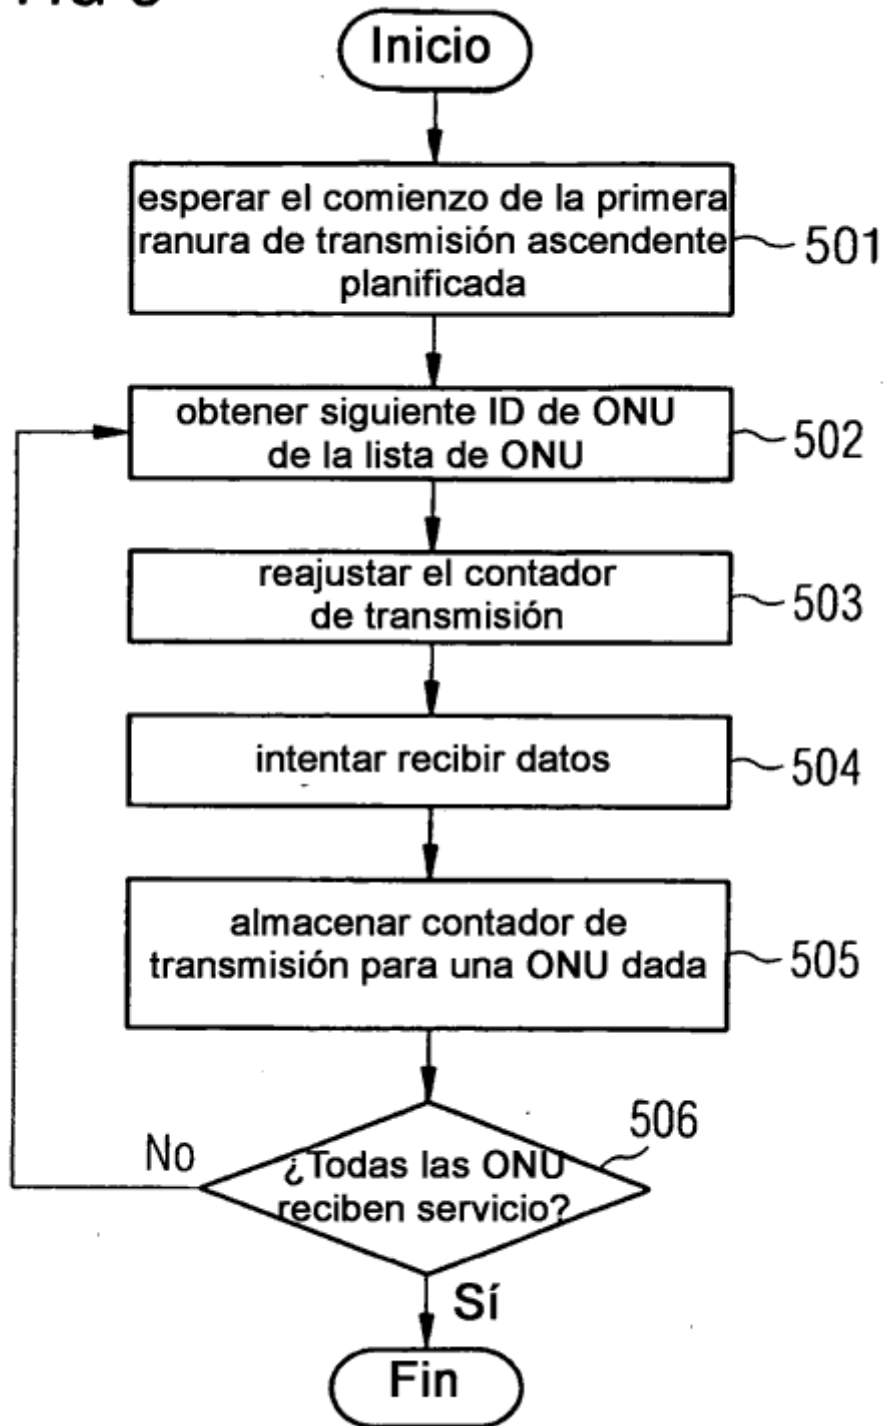 Inicio
esperar el comienzo de la primera
ranura de transmisión ascendente
planificada
501
obtener siguiente ID de ONU
de la lista de ONU
502
reajustar el contador
de transmisión
503
intentar recibir datos
504
almacenar contador de
transmisión para una ONU dada
505
506
No
¿Todas las ONU
reciben servicio?
Sí
Fin